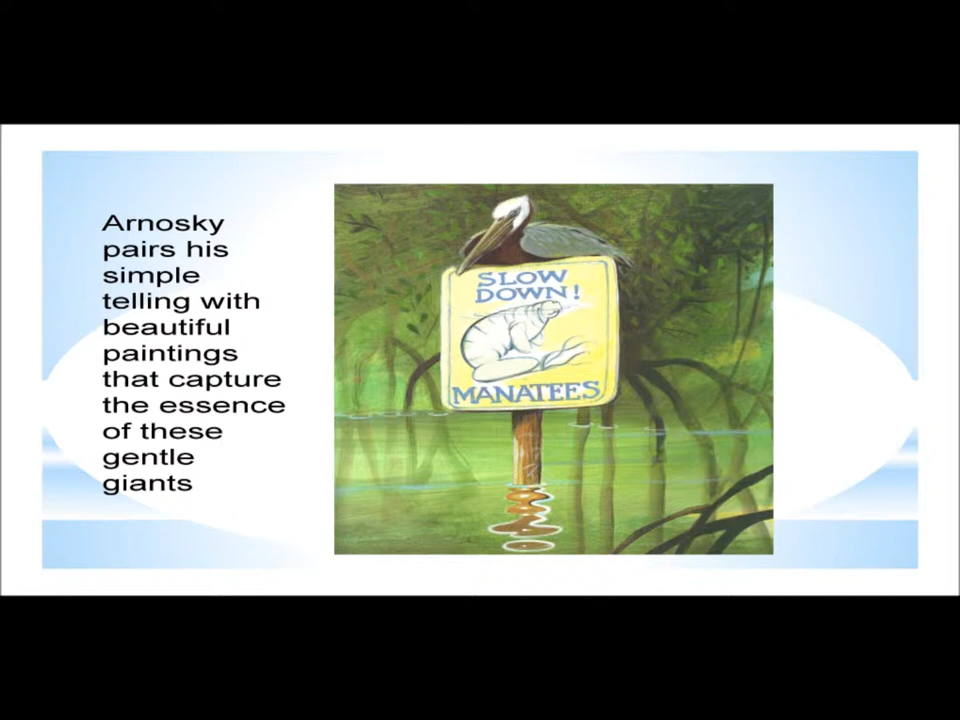 Arnosky
pairs his
simple
telling with
beautiful
paintings
that capture
the essence
of these
gentle
giants
SLOW
DOWN!
MANATEES